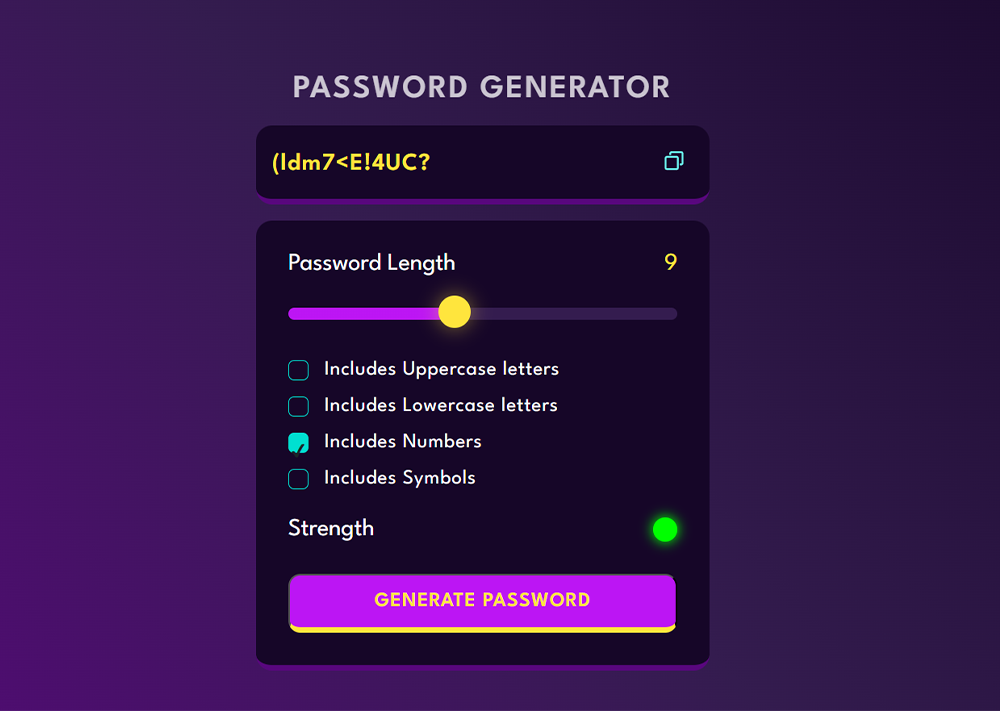 PASSWORD GENERATOR
(ldm7<E!4UC?
Password Length 9
Includes Uppercase letters
Includes Lowercase letters
Includes Numbers
Includes Symbols
Strength
GENERATE PASSWORD